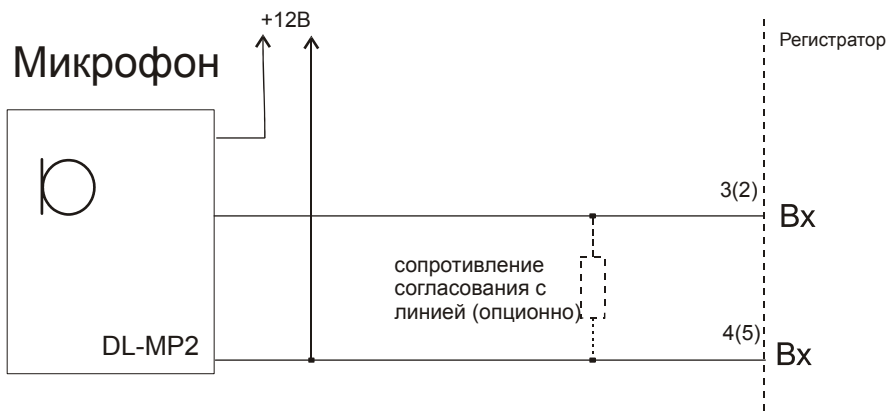 +12В
Регистратор
Микрофон
3(2)
Вх
сопротивление
согласования с
линией (опционно)
DL-MP2
4(5)
Вх